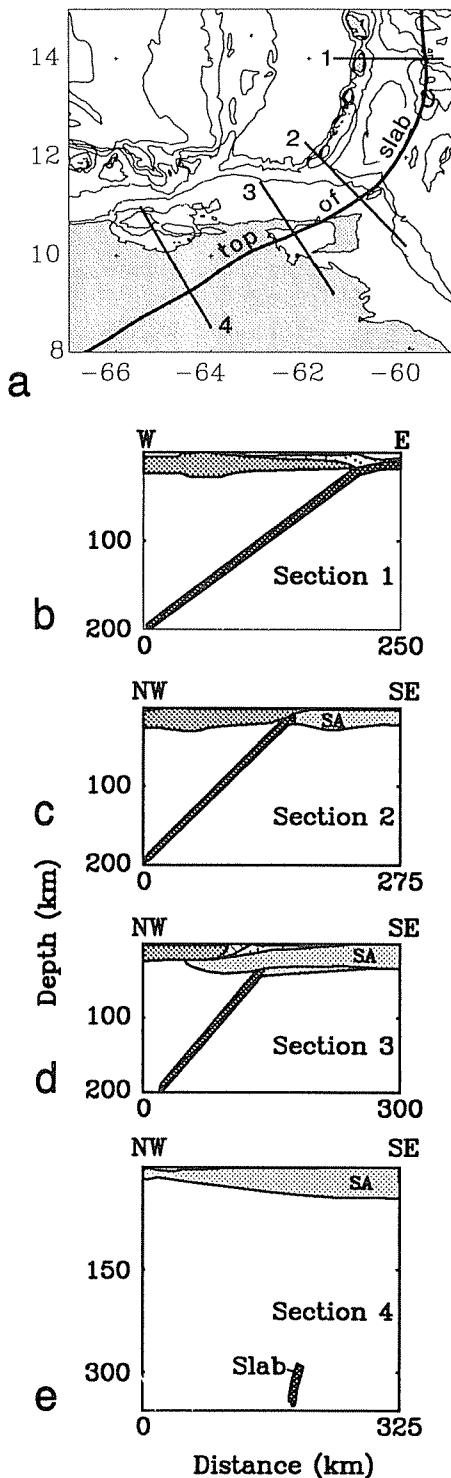 14
12
10
8
1
2
3
4
top of slab
-66 -64 -62 -60
a
W E
100
200
Section 1
0 250
b
NW SE
SA
100
200
Section 2
0 275
c
Depth (km)
NW SE
SA
100
200
Section 3
0 300
d
NW SE
SA
150
300
Section 4
Slab
0 325
e
Distance (km)